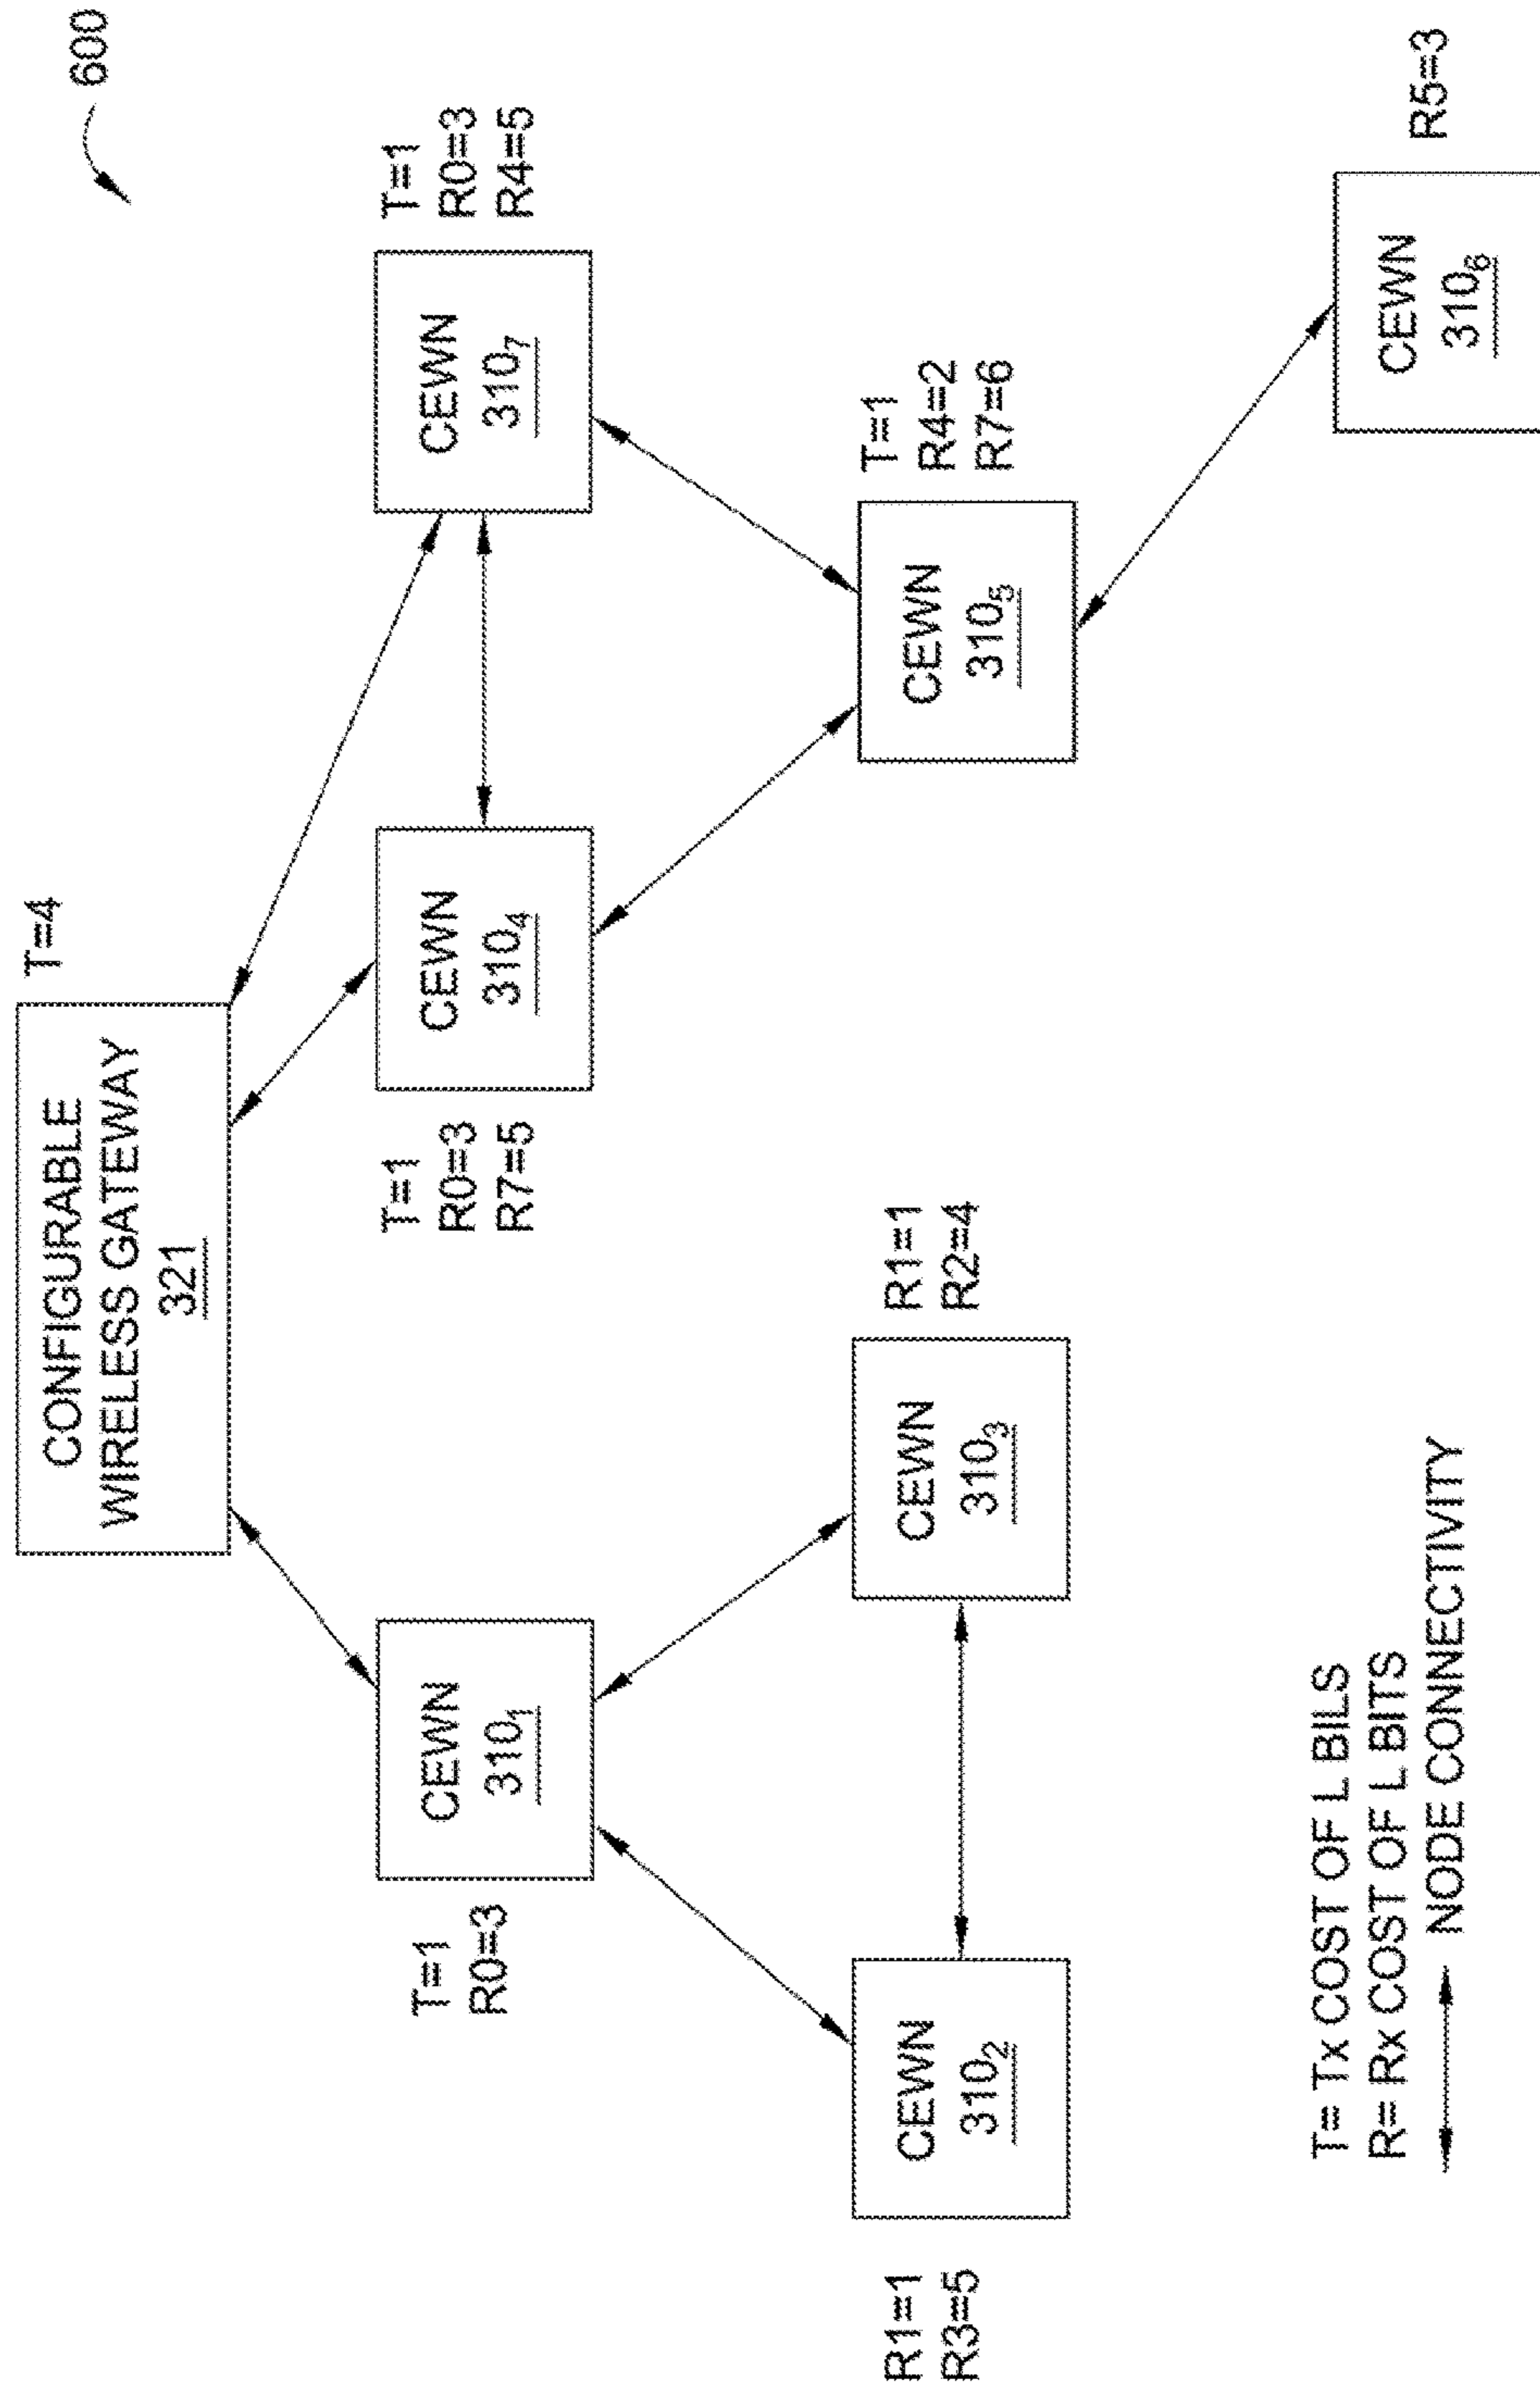 600
CONFIGURABLE
WIRELESS GATEWAY
321
T=4
T=1
R0=3
CEWN
310₁
T=1
R0=3
R7=5
CEWN
310₄
CEWN
310₇
T=1
R0=3
R4=5
R1=1
R3=5
CEWN
310₂
CEWN
310₃
R1=1
R2=4
CEWN
310₅
T=1
R4=2
R7=6
CEWN
310₆
R5=3
T= Tx COST OF L BILS
R= Rx COST OF L BITS
NODE CONNECTIVITY